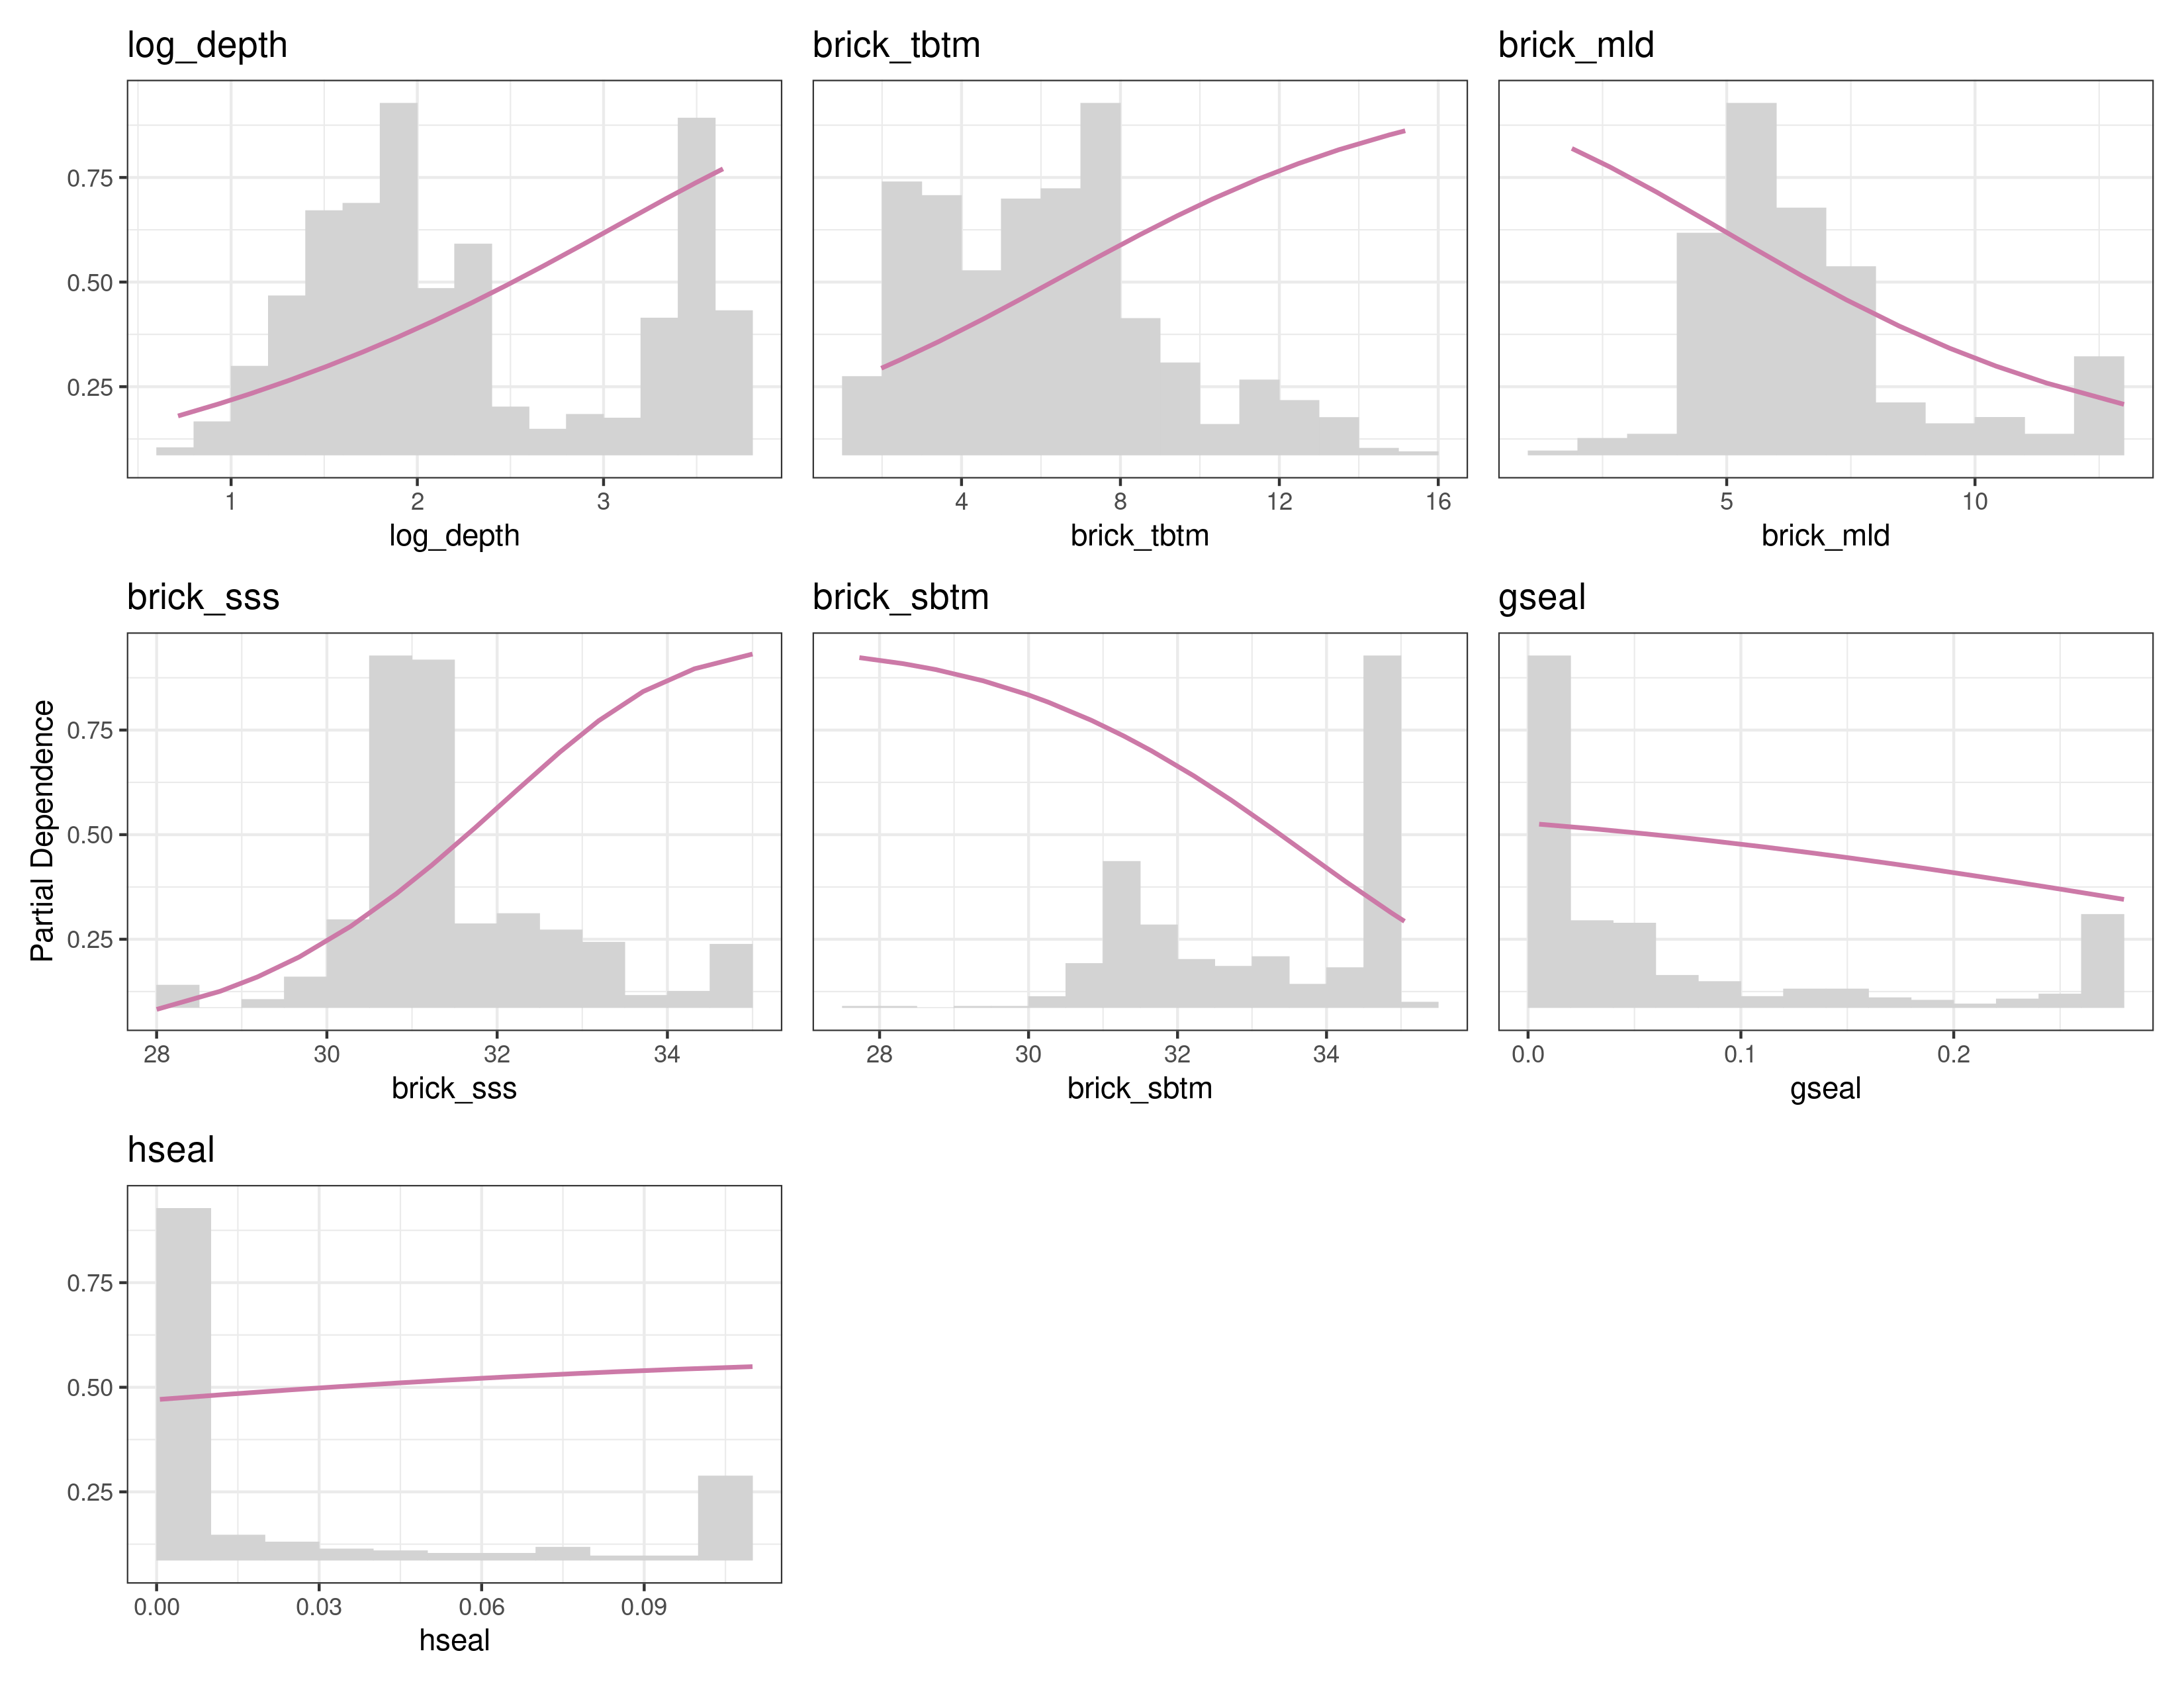 log_depth
0.75
0.50
0.25
1 2 3
log_depth
brick_tbtm
4 8 12 16
brick_tbtm
brick_mld
5 10
brick_mld
Partial Dependence
brick_sss
0.75
0.50
0.25
28 30 32 34
brick_sss
brick_sbtm
28 30 32 34
brick_sbtm
gseal
0.0 0.1 0.2
gseal
hseal
0.75
0.50
0.25
0.00 0.03 0.06 0.09
hseal